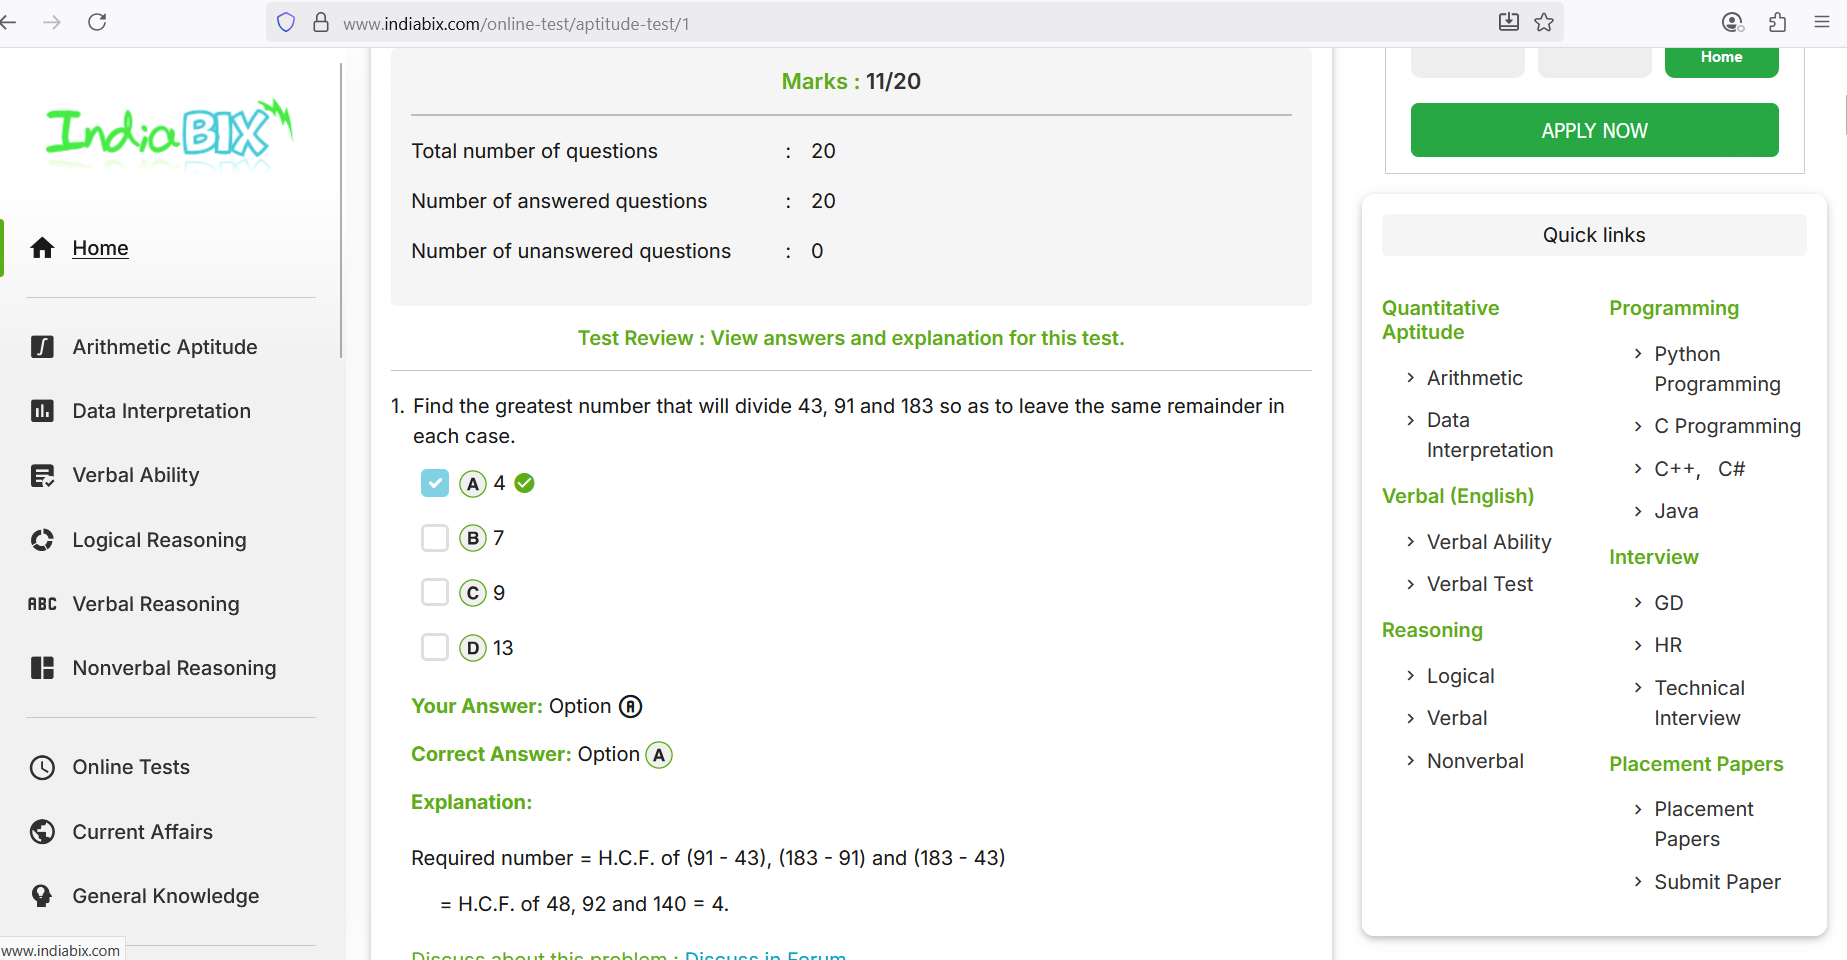 www.indiabix.com/online-test/aptitude-test/1
IndiaBIX
Home
Arithmetic Aptitude
Data Interpretation
Verbal Ability
Logical Reasoning
ABC Verbal Reasoning
Nonverbal Reasoning
Online Tests
Current Affairs
General Knowledge
www.indiabix.com
Marks : 11/20
Total number of questions : 20
Number of answered questions : 20
Number of unanswered questions : 0
Test Review : View answers and explanation for this test.
1. Find the greatest number that will divide 43, 91 and 183 so as to leave the same remainder in
each case.
A 4
B 7
C 9
D 13
Your Answer: Option A
Correct Answer: Option A
Explanation:
Required number = H.C.F. of (91 - 43), (183 - 91) and (183 - 43)
= H.C.F. of 48, 92 and 140 = 4.
Discuss about this problem : Discuss in Forum
Home
APPLY NOW
Quick links
Quantitative
Aptitude
Arithmetic
Data
Interpretation
Verbal (English)
Verbal Ability
Verbal Test
Reasoning
Logical
Verbal
Nonverbal
Programming
Python
Programming
C Programming
C++, C#
Java
Interview
GD
HR
Technical
Interview
Placement Papers
Placement
Papers
Submit Paper